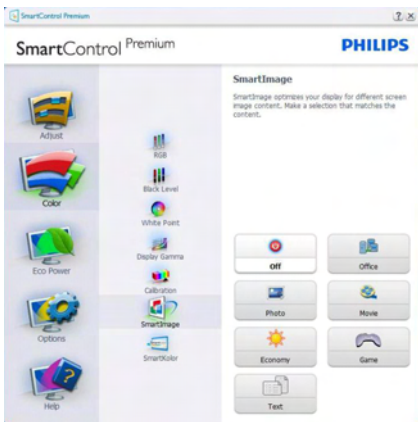 SmartControl Premium
SmartControl Premium
PHILIPS
Adjust
Color
Eco Power
Options
Help
RGB
Black Level
White Point
Display Gamma
Calibration
SmartImage
SmartKolor
SmartImage
SmartImage optimizes your display for different screen
image content. Make a selection that matches the
content.
Off
Office
Photo
Movie
Economy
Game
Text